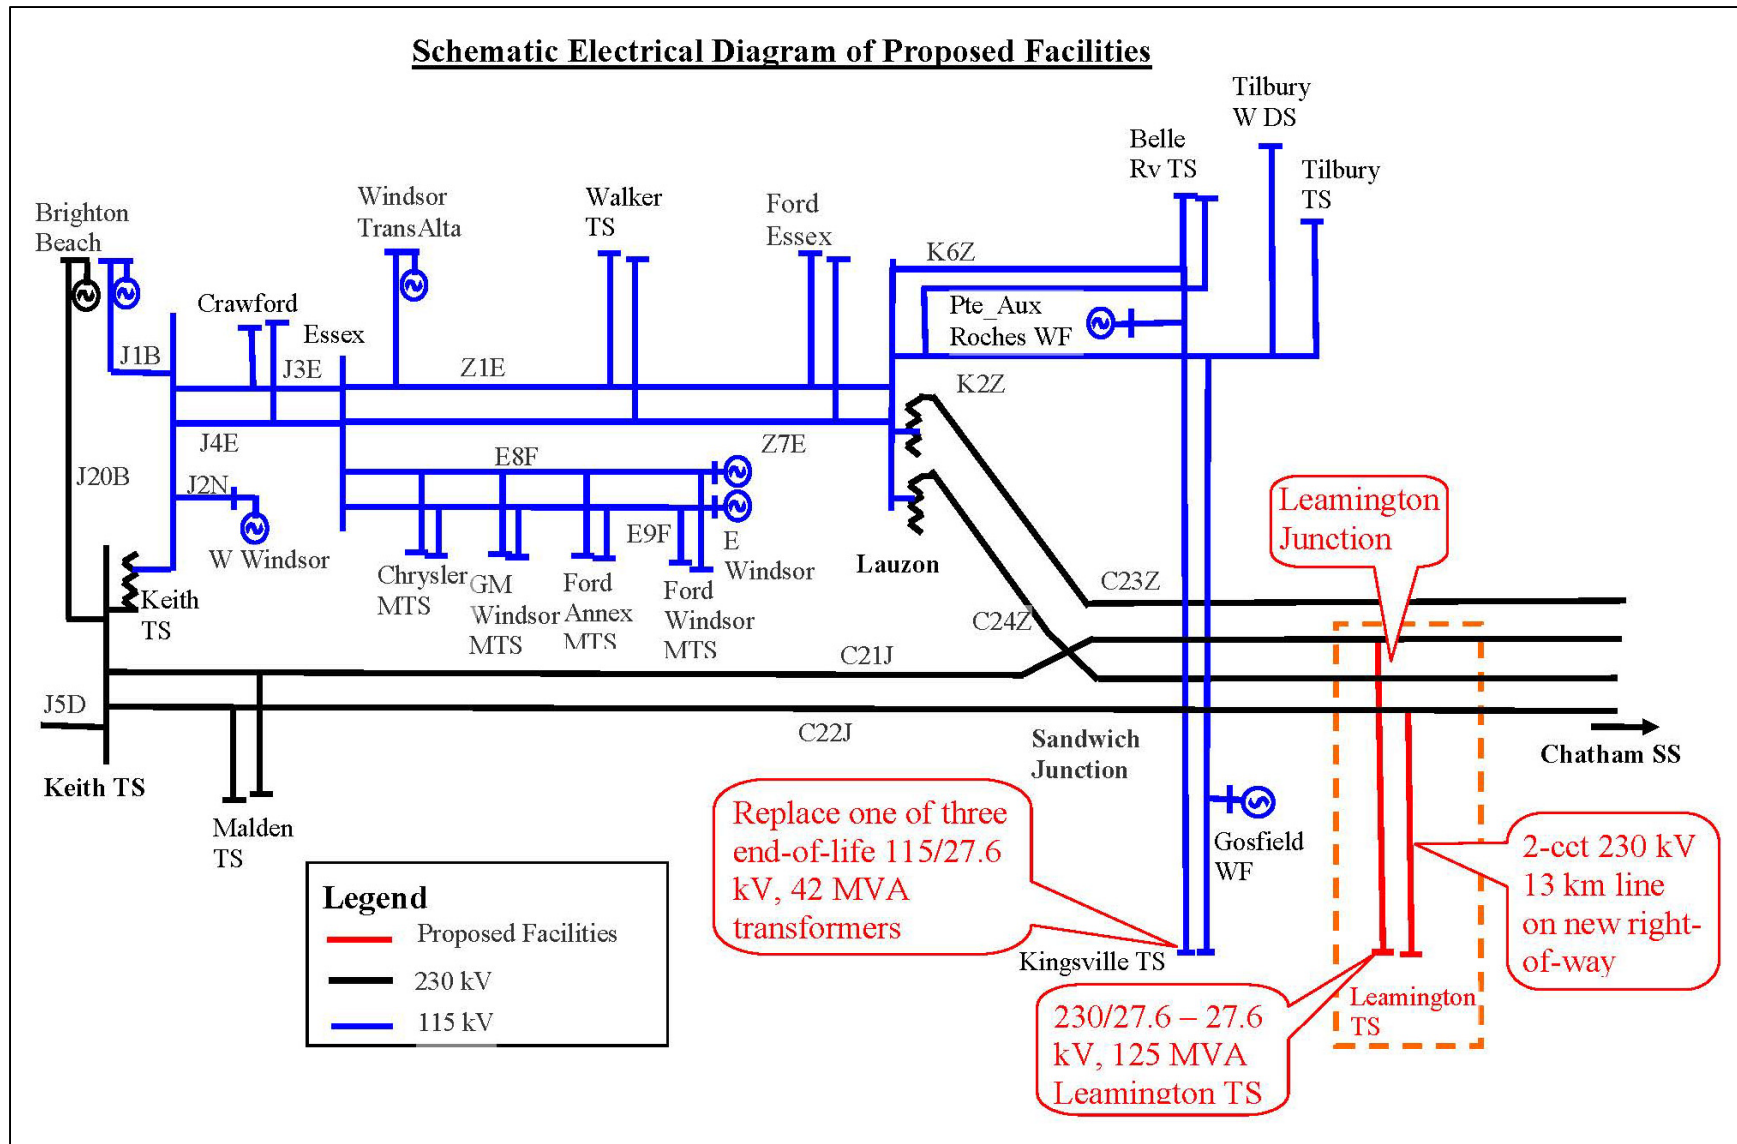 Schematic Electrical Diagram of Proposed Facilities
Tilbury
W DS
Belle
Rv TS
Tilbury
TS
Brighton
Beach
Windsor
TransAlta
Walker
TS
Ford
Essex
K6Z
Crawford
Essex
Pte_Aux
Roches WF
J1B
J3E
Z1E
K2Z
J4E
Z7E
E8F
J20B
J2N
E9F
E
Windsor
W Windsor
Leamington
Junction
Lauzon
Chrysler
MTS
GM
Windsor
MTS
Ford
Annex
MTS
Ford
Windsor
MTS
Keith
TS
C23Z
C24Z
C21J
J5D
C22J
Sandwich
Junction
Chatham SS
Keith TS
Malden
TS
Replace one of three
end-of-life 115/27.6
kV, 42 MVA
transformers
Gosfield
WF
2-cct 230 kV
13 km line
on new right-
of-way
Legend
Proposed Facilities
230 kV
115 kV
Kingsville TS
Leamington
TS
230/27.6 – 27.6
kV, 125 MVA
Leamington TS